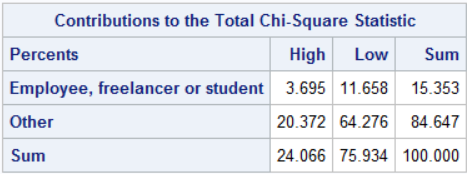 Contributions to the Total Chi-Square Statistic
Percents High Low Sum
Employee, freelancer or student 3.695 11.658 15.353
Other 20.372 64.276 84.647
Sum 24.066 75.934 100.000